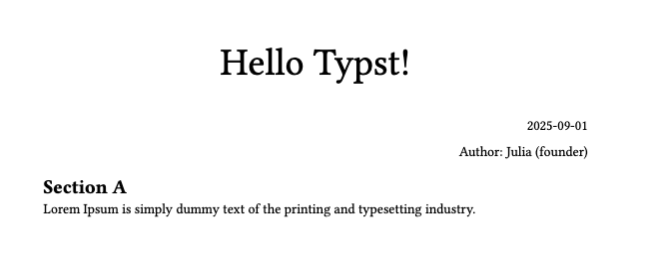 Hello Typst!
2025-09-01
Author: Julia (founder)
Section A
Lorem Ipsum is simply dummy text of the printing and typesetting industry.